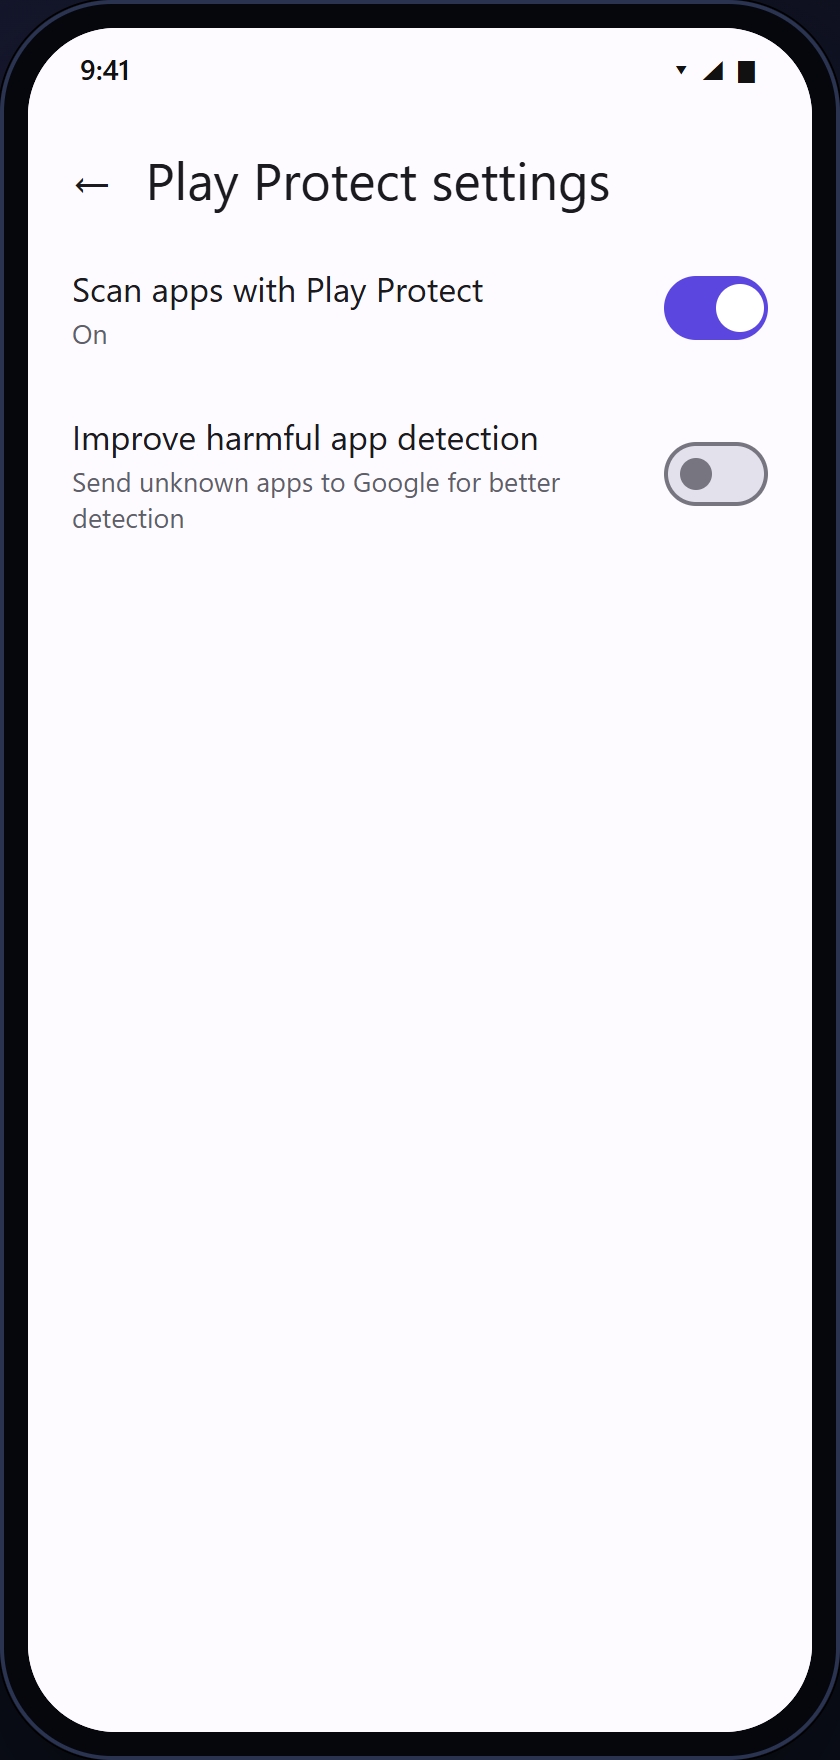 9:41
Play Protect settings
Scan apps with Play Protect
On
Improve harmful app detection
Send unknown apps to Google for better
detection